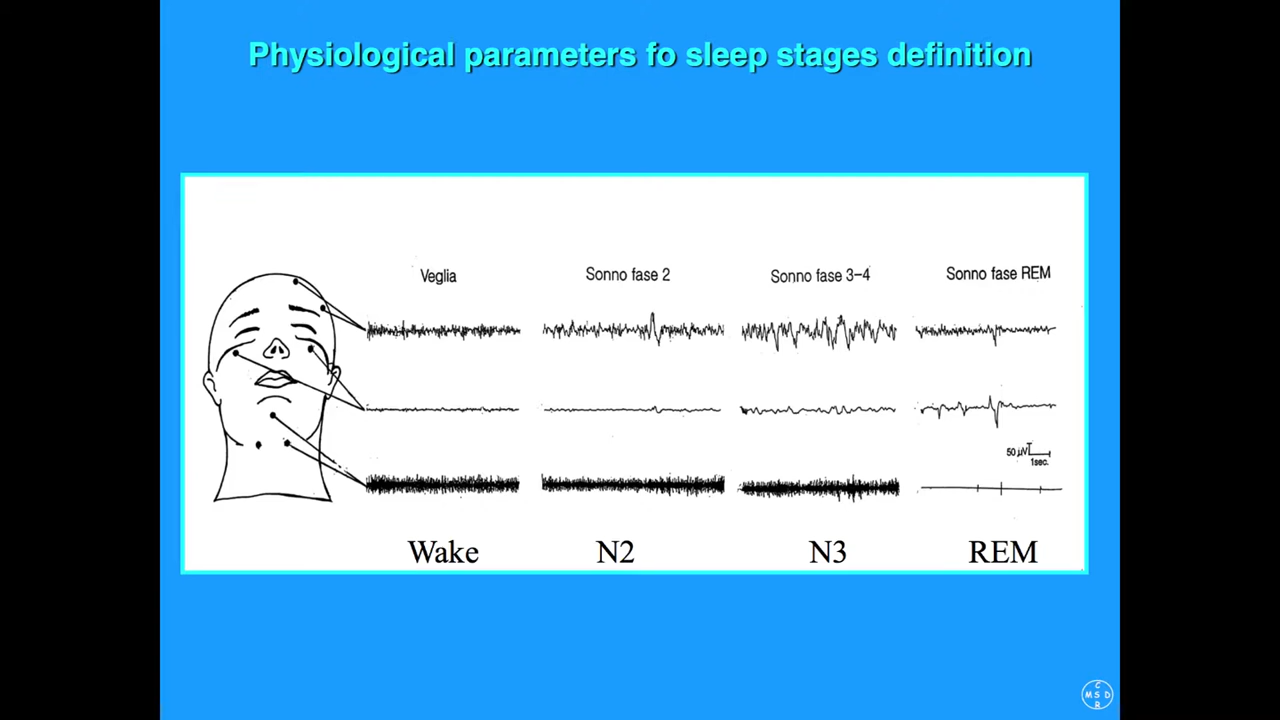 Physiological parameters fo sleep stages definition
Veglia Sonno fase 2 Sonno fase 3–4 Sonno fase REM
50 µV
1sec.
Wake N2 N3 REM
C
M S D
R